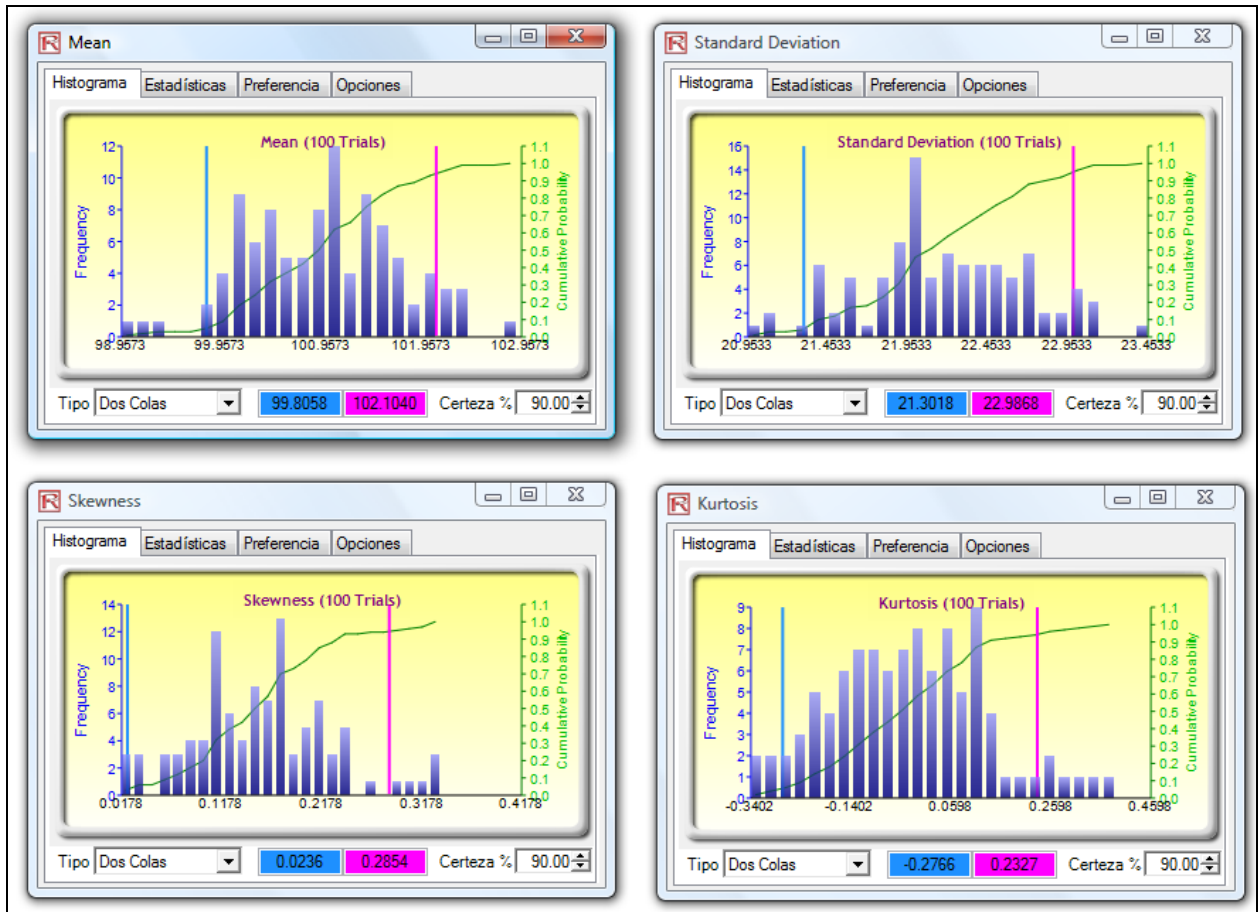 Mean
Histograma Estadísticas Preferencia Opciones
Mean (100 Trials)
Frequency
12
10
8
6
4
2
0
98.9573 99.9573 100.9573 101.9573 102.9573
1.1
1.0
0.9
0.8
0.7
0.6
0.5
0.4
0.3
0.2
0.1
0.0
Cumulative Probability
Tipo Dos Colas 99.8058 102.1040 Certeza % 90.00
Standard Deviation
Histograma Estadísticas Preferencia Opciones
Standard Deviation (100 Trials)
Frequency
16
14
12
10
8
6
4
2
0
20.9533 21.4533 21.9533 22.4533 22.9533 23.4533
1.1
1.0
0.9
0.8
0.7
0.6
0.5
0.4
0.3
0.2
0.1
0.0
Cumulative Probability
Tipo Dos Colas 21.3018 22.9868 Certeza % 90.00
Skewness
Histograma Estadísticas Preferencia Opciones
Skewness (100 Trials)
Frequency
14
12
10
8
6
4
2
0
0.0178 0.1178 0.2178 0.3178 0.4178
1.1
1.0
0.9
0.8
0.7
0.6
0.5
0.4
0.3
0.2
0.1
0.0
Cumulative Probability
Tipo Dos Colas 0.0236 0.2854 Certeza % 90.00
Kurtosis
Histograma Estadísticas Preferencia Opciones
Kurtosis (100 Trials)
Frequency
9
8
7
6
5
4
3
2
1
0
-0.3402 -0.1402 0.0598 0.2598 0.4598
1.1
1.0
0.9
0.8
0.7
0.6
0.5
0.4
0.3
0.2
0.1
0.0
Cumulative Probability
Tipo Dos Colas -0.2766 0.2327 Certeza % 90.00